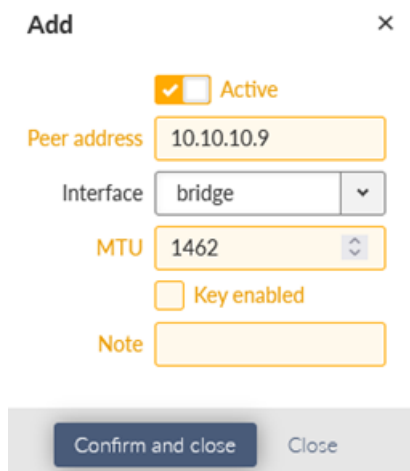 Add
Active
Peer address 10.10.10.9
Interface bridge
MTU 1462
Key enabled
Note
Confirm and close Close